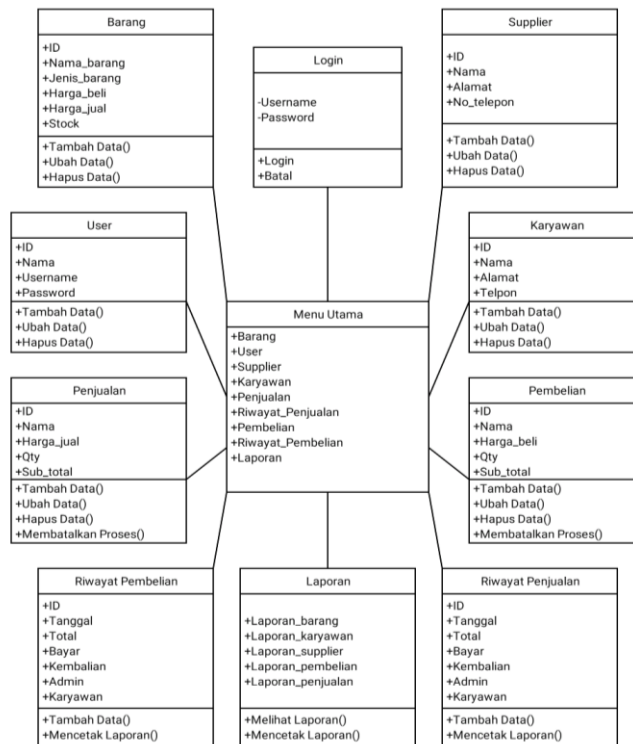 Barang
+ID
+Nama_barang
+Jenis_barang
+Harga_beli
+Harga_jual
+Stock
+Tambah Data()
+Ubah Data()
+Hapus Data()
Login
-Username
-Password
+Login
+Batal
Supplier
+ID
+Nama
+Alamat
+No_telepon
+Tambah Data()
+Ubah Data()
+Hapus Data()
User
+ID
+Nama
+Username
+Password
+Tambah Data()
+Ubah Data()
+Hapus Data()
Menu Utama
+Barang
+User
+Supplier
+Karyawan
+Penjualan
+Riwayat_Penjualan
+Pembelian
+Riwayat_Pembelian
+Laporan
Karyawan
+ID
+Nama
+Alamat
+Telpon
+Tambah Data()
+Ubah Data()
+Hapus Data()
Penjualan
+ID
+Nama
+Harga_jual
+Qty
+Sub_total
+Tambah Data()
+Ubah Data()
+Hapus Data()
+Membatalkan Proses()
Pembelian
+ID
+Nama
+Harga_beli
+Qty
+Sub_total
+Tambah Data()
+Ubah Data()
+Hapus Data()
+Membatalkan Proses()
Riwayat Pembelian
+ID
+Tanggal
+Total
+Bayar
+Kembalian
+Admin
+Karyawan
+Tambah Data()
+Mencetak Laporan()
Laporan
+Laporan_barang
+Laporan_karyawan
+Laporan_supplier
+Laporan_pembelian
+Laporan_penjualan
+Melihat Laporan()
+Mencetak Laporan()
Riwayat Penjualan
+ID
+Tanggal
+Total
+Bayar
+Kembalian
+Admin
+Karyawan
+Tambah Data()
+Mencetak Laporan()